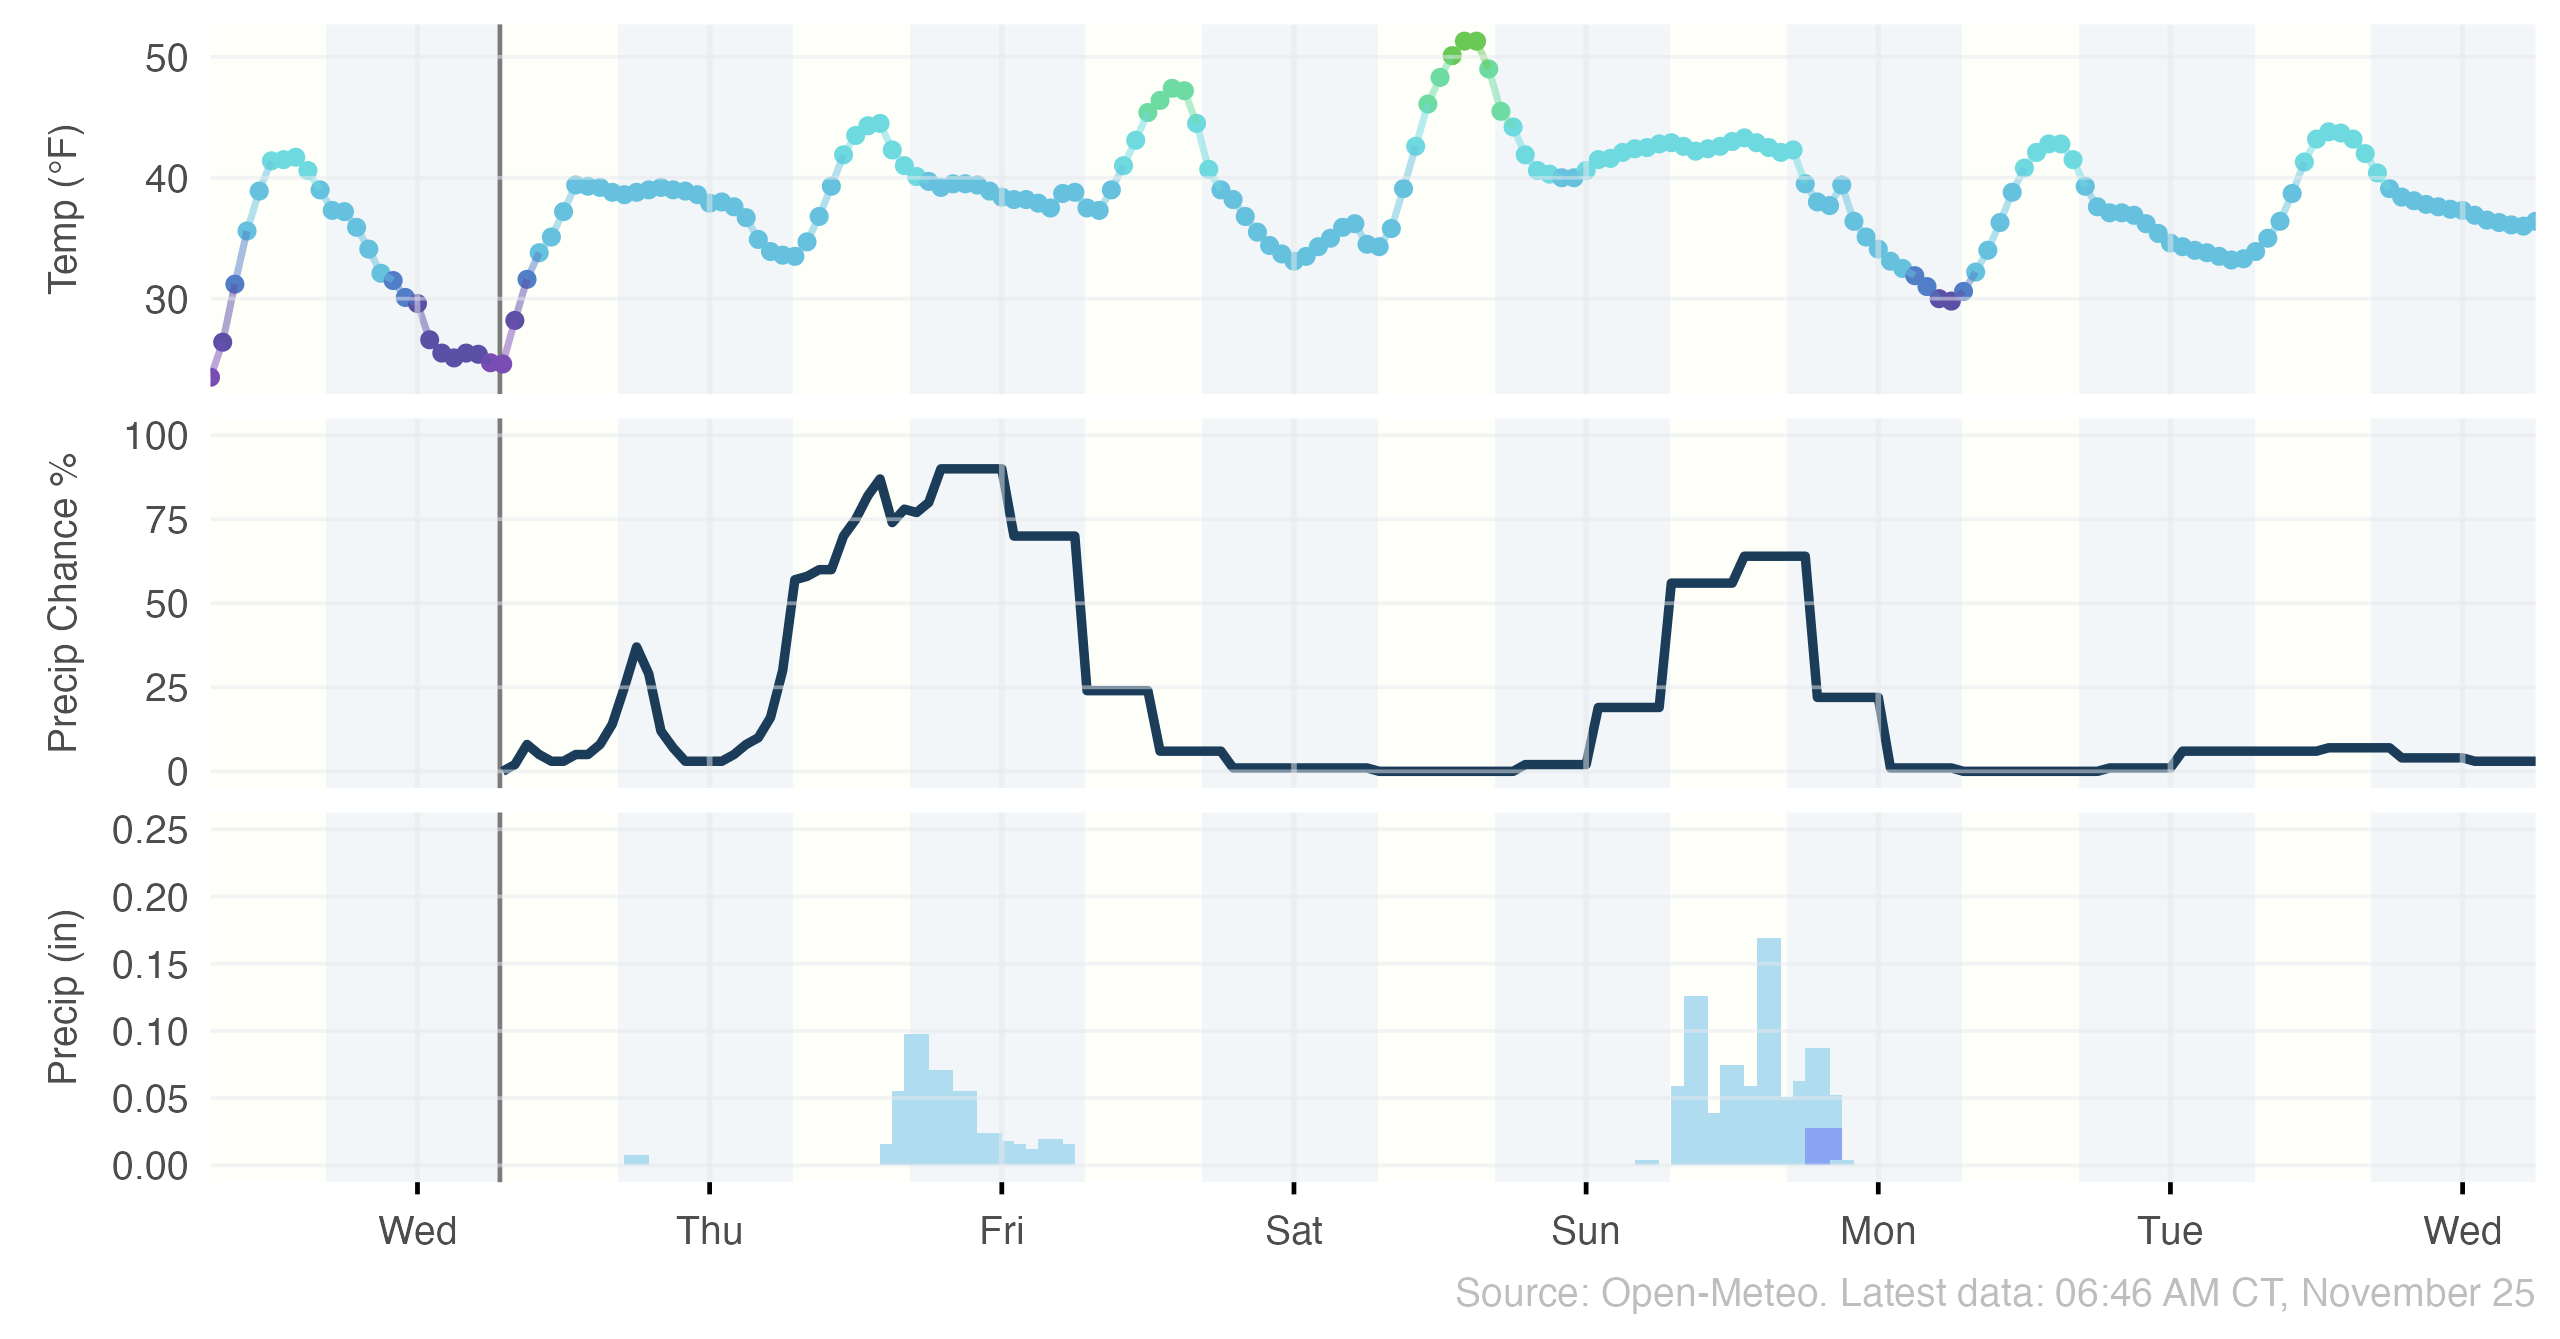 Temp (°F)
50
40
30
Precip Chance %
100
75
50
25
0
Precip (in)
0.25
0.20
0.15
0.10
0.05
0.00
Wed Thu Fri Sat Sun Mon Tue Wed
Source: Open-Meteo. Latest data: 06:46 AM CT, November 25